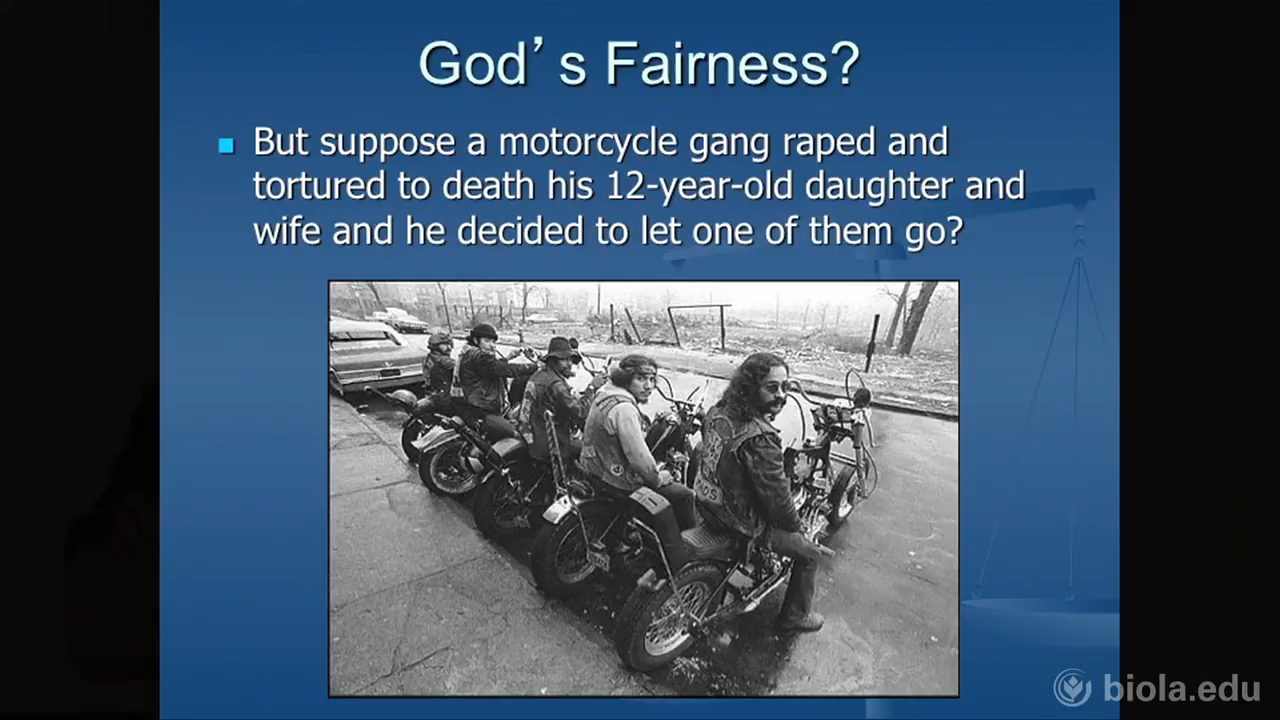 God's Fairness?
But suppose a motorcycle gang raped and
tortured to death his 12-year-old daughter and
wife and he decided to let one of them go?
biola.edu